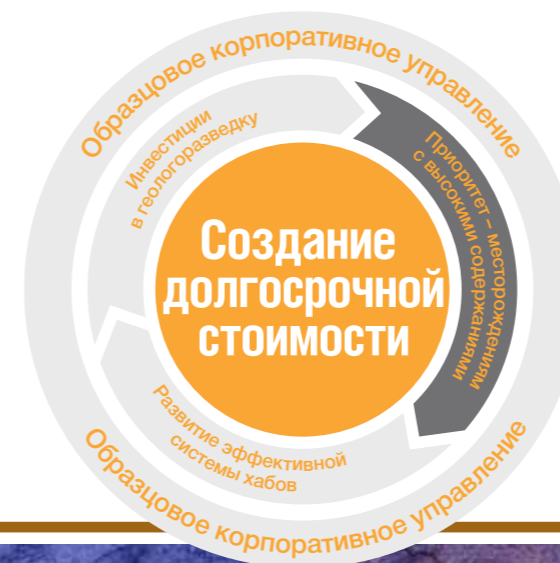 Образцовое корпоративное управление
Инвестиции
в геологоразведку
Приоритет – месторождениям
с высокими содержаниями
Создание
долгосрочной
стоимости
Развитие эффективной
системы хабов
Образцовое корпоративное управление